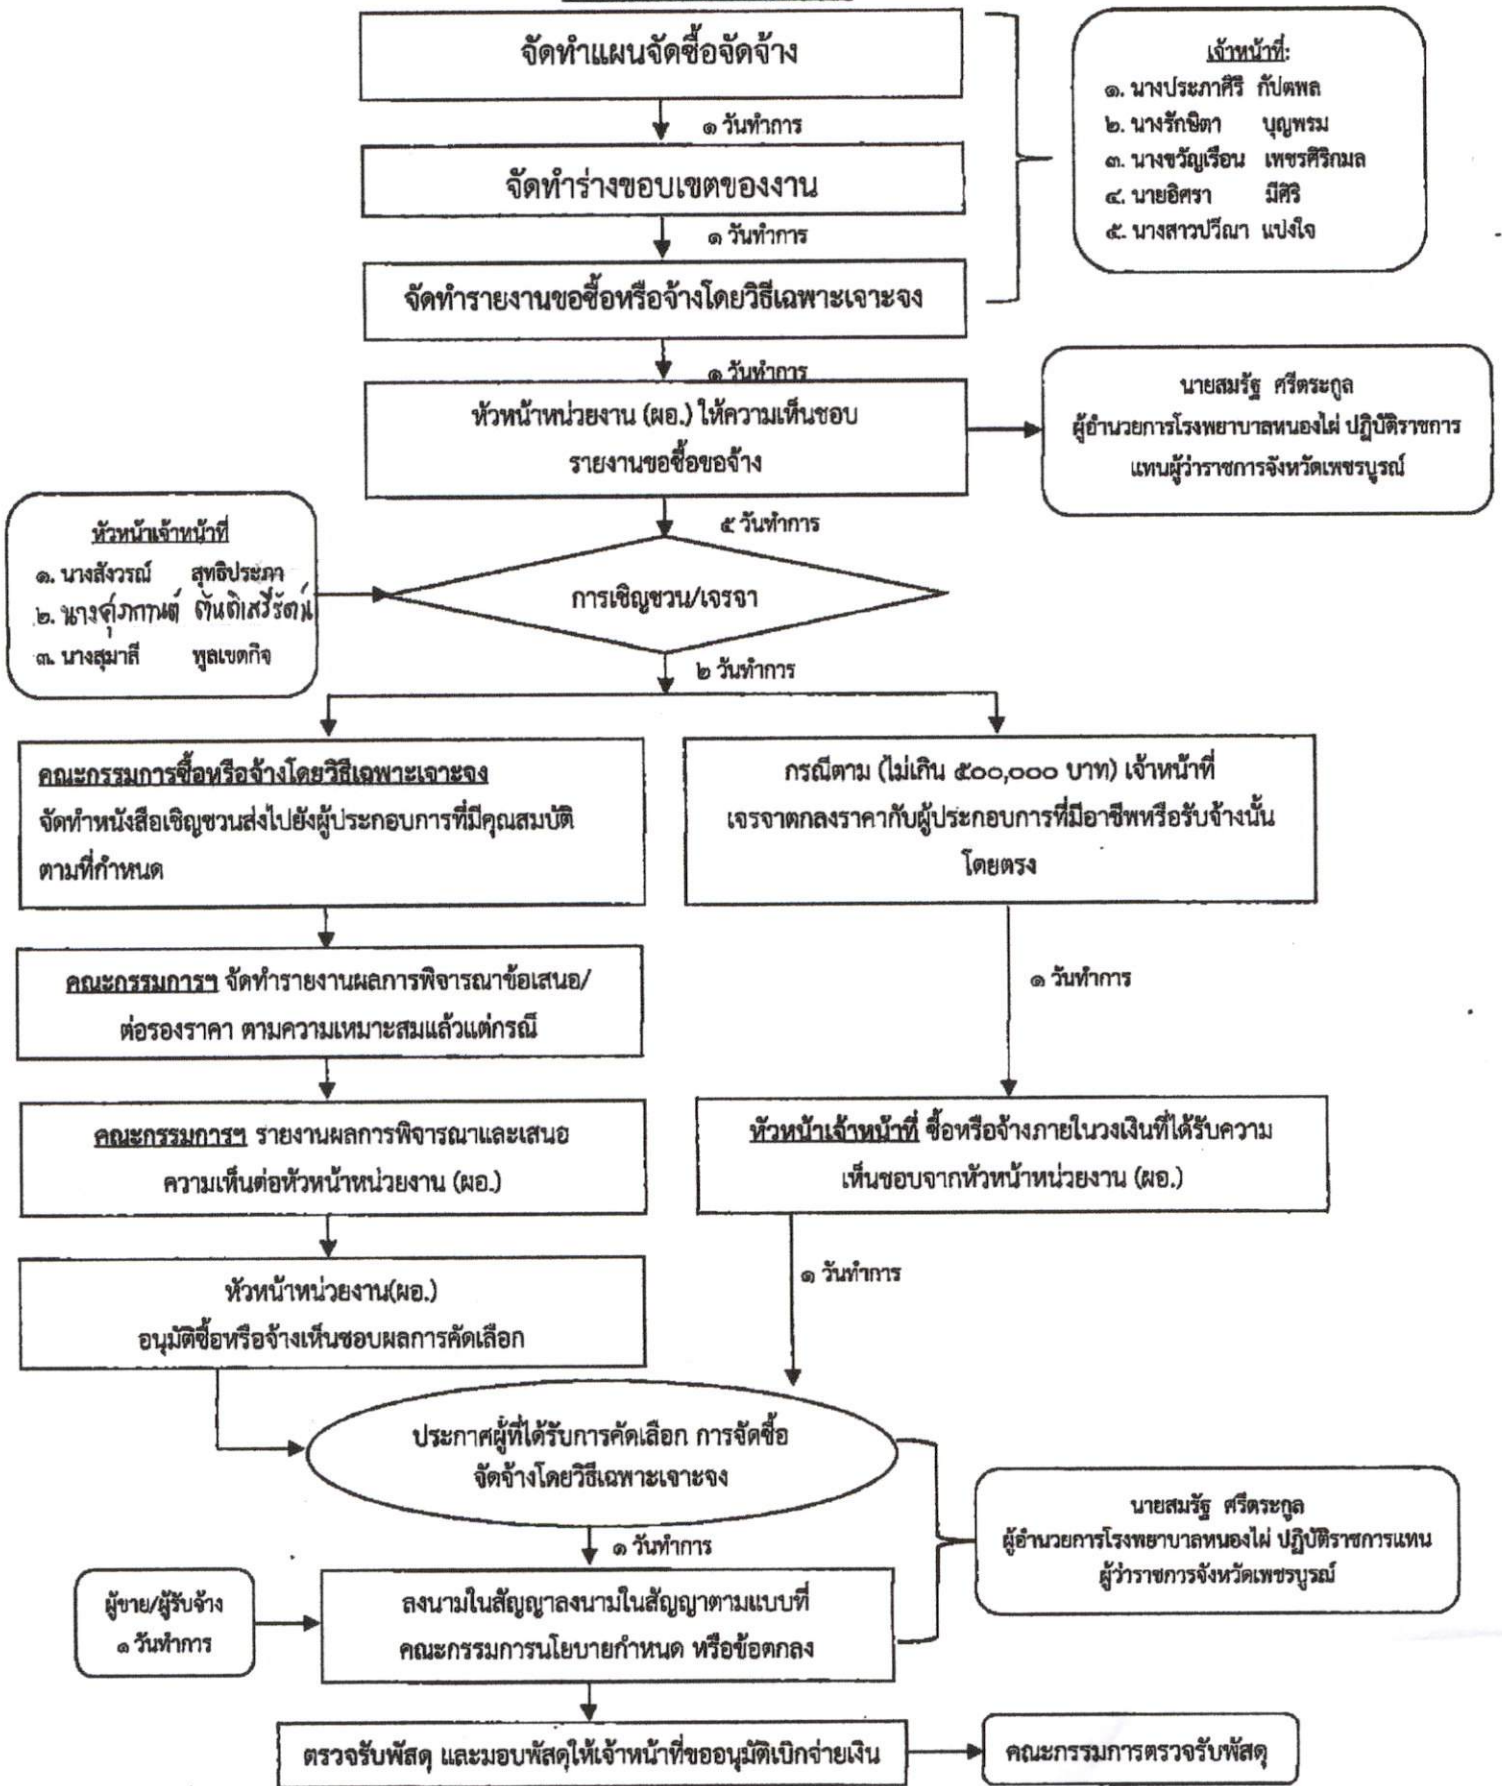 จัดทำแผนจัดซื้อจัดจ้าง
๑ วันทำการ
จัดทำร่างขอบเขตของงาน
๑ วันทำการ
จัดทำรายงานขอซื้อหรือจ้างโดยวิธีเฉพาะเจาะจง
เจ้าหน้าที่:
๑. นางประภาศิริ กัปตพล
๒. นางรักษิตา บุญพรม
๓. นางขวัญเรือน เพชรศิริกมล
๔. นายอิศรา มีศิริ
๕. นางสาวปวีณา แปงใจ
๑ วันทำการ
หัวหน้าหน่วยงาน (ผอ.) ให้ความเห็นชอบ
รายงานขอซื้อขอจ้าง
นายสมรัฐ ศรีตระกูล
ผู้อำนวยการโรงพยาบาลหนองไผ่ ปฏิบัติราชการ
แทนผู้ว่าราชการจังหวัดเพชรบูรณ์
๕ วันทำการ
หัวหน้าเจ้าหน้าที่
๑. นางสังวรณ์ สุทธิประภา
๒. นางศุภกานต์ ตันติเสรีรัตน์
๓. นางสุมาลี พูลเขตกิจ
การเชิญชวน/เจรจา
๒ วันทำการ
คณะกรรมการซื้อหรือจ้างโดยวิธีเฉพาะเจาะจง
จัดทำหนังสือเชิญชวนส่งไปยังผู้ประกอบการที่มีคุณสมบัติ
ตามที่กำหนด
กรณีตาม (ไม่เกิน ๕๐๐,๐๐๐ บาท) เจ้าหน้าที่
เจรจาตกลงราคากับผู้ประกอบการที่มีอาชีพหรือรับจ้างนั้น
โดยตรง
คณะกรรมการฯ จัดทำรายงานผลการพิจารณาข้อเสนอ/
ต่อรองราคา ตามความเหมาะสมแล้วแต่กรณี
๑ วันทำการ
คณะกรรมการฯ รายงานผลการพิจารณาและเสนอ
ความเห็นต่อหัวหน้าหน่วยงาน (ผอ.)
หัวหน้าเจ้าหน้าที่ ซื้อหรือจ้างภายในวงเงินที่ได้รับความ
เห็นชอบจากหัวหน้าหน่วยงาน (ผอ.)
หัวหน้าหน่วยงาน(ผอ.)
อนุมัติซื้อหรือจ้างเห็นชอบผลการคัดเลือก
๑ วันทำการ
ประกาศผู้ที่ได้รับการคัดเลือก การจัดซื้อ
จัดจ้างโดยวิธีเฉพาะเจาะจง
นายสมรัฐ ศรีตระกูล
ผู้อำนวยการโรงพยาบาลหนองไผ่ ปฏิบัติราชการแทน
ผู้ว่าราชการจังหวัดเพชรบูรณ์
๑ วันทำการ
ผู้ขาย/ผู้รับจ้าง
๑ วันทำการ
ลงนามในสัญญาลงนามในสัญญาตามแบบที่
คณะกรรมการนโยบายกำหนด หรือข้อตกลง
ตรวจรับพัสดุ และมอบพัสดุให้เจ้าหน้าที่ขออนุมัติเบิกจ่ายเงิน
คณะกรรมการตรวจรับพัสดุ